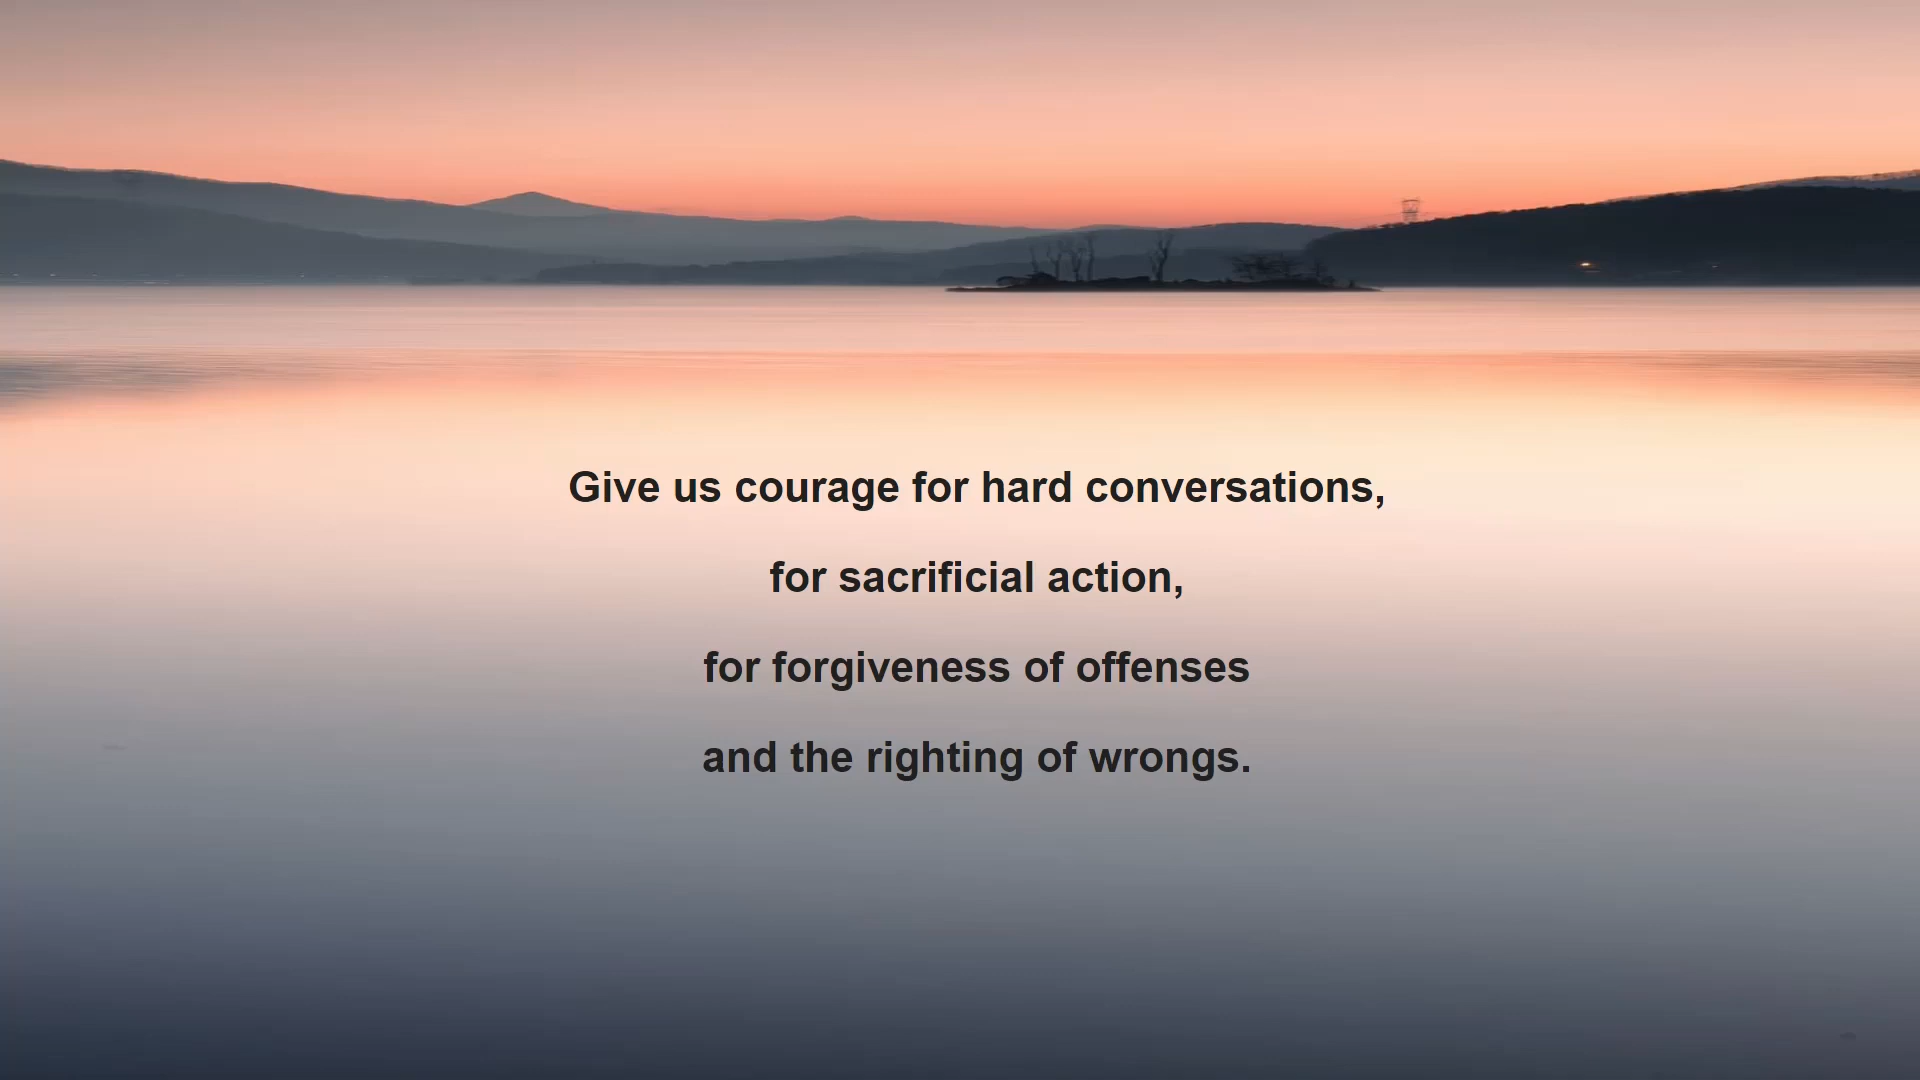 Give us courage for hard conversations,
for sacrificial action,
for forgiveness of offenses
and the righting of wrongs.